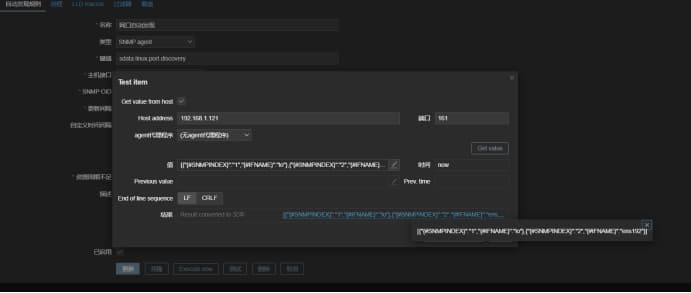 自动发现规则 进程 LLD macros 过滤器 覆盖
* 名称 网口自动发现
类型 SNMP agent
* 键值 sdata.linux.port.discovery
* 主机接口
* SNMP OID
* 更新间隔
自定义时间间隔
* 资源周期不足
描述
已启用
更新 克隆 Execute now 测试 删除 取消
Test item
Get value from host
Host address 192.168.1.121 端口 161
agent代理程序 (无agent代理程序)
Get value
值 [{"{#SNMPINDEX}":"1","{#IFNAME}":"lo"},{"{#SNMPINDEX}":"2","{#IFNAME}"... 时间 now
Previous value Prev. time
End of line sequence LF CRLF
结果 Result converted to 文本 [{"{#SNMPINDEX}":"1","{#IFNAME}":"lo"},{"{#SNMPINDEX}":"2","{#IFNAME}":"ens...
[{"{#SNMPINDEX}":"1","{#IFNAME}":"lo"},{"{#SNMPINDEX}":"2","{#IFNAME}":"ens192"}]